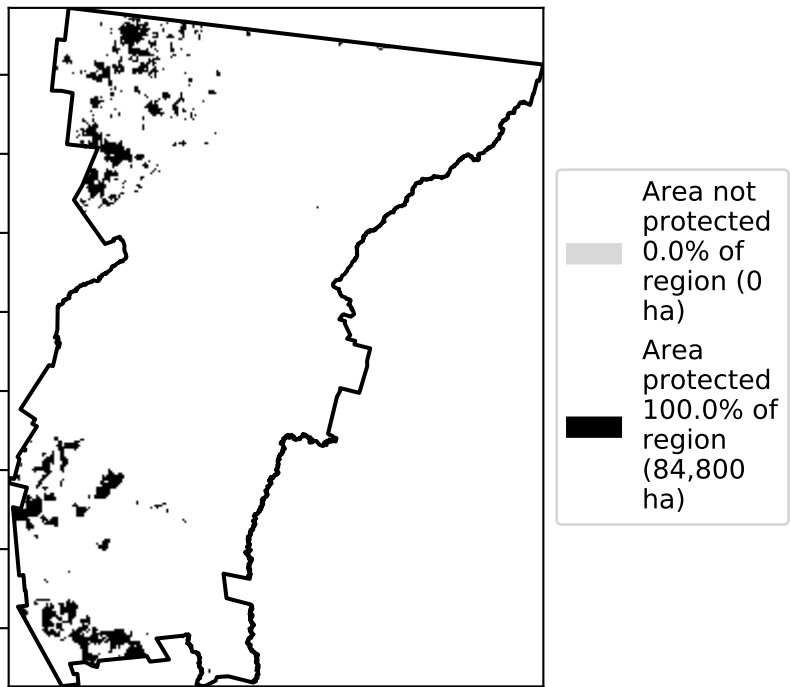 Area not
protected
0.0% of
region (0
ha)
Area
protected
100.0% of
region
(84,800
ha)